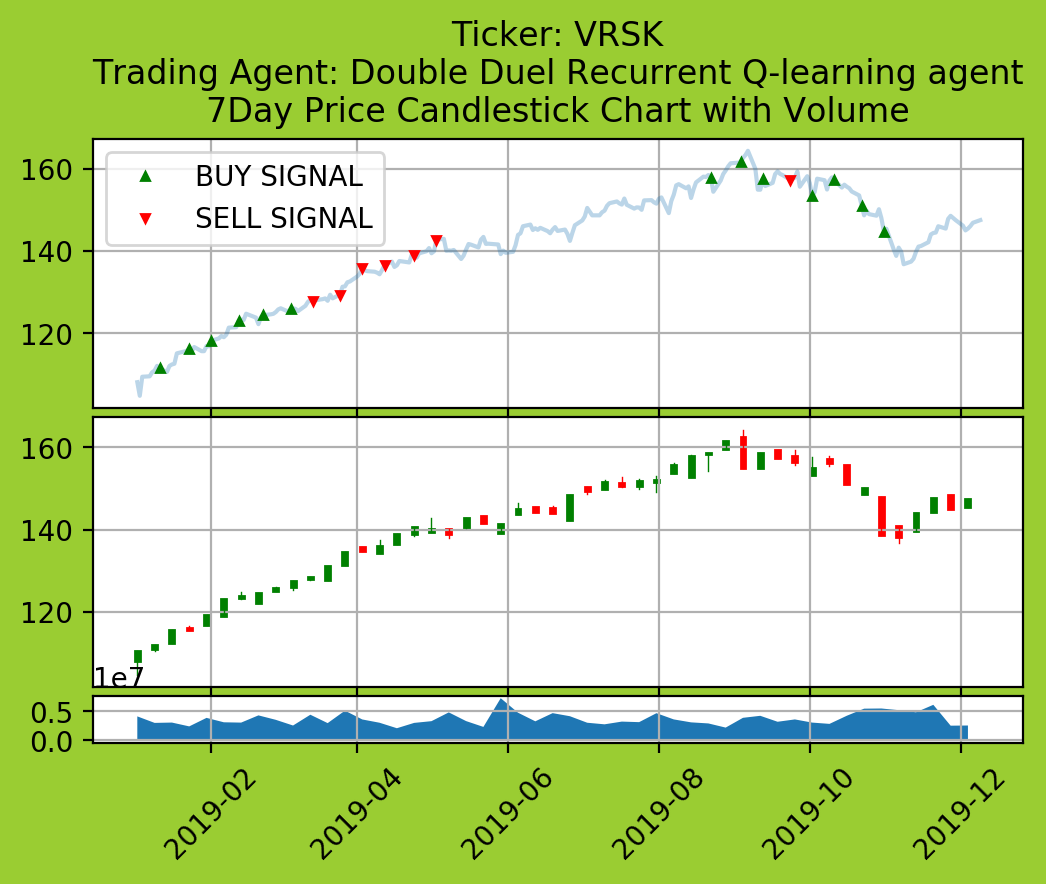 Ticker: VRSK
Trading Agent: Double Duel Recurrent Q-learning agent
7Day Price Candlestick Chart with Volume
BUY SIGNAL
SELL SIGNAL
160
140
120
160
140
120
1e7
0.5
0.0
2019-02
2019-04
2019-06
2019-08
2019-10
2019-12